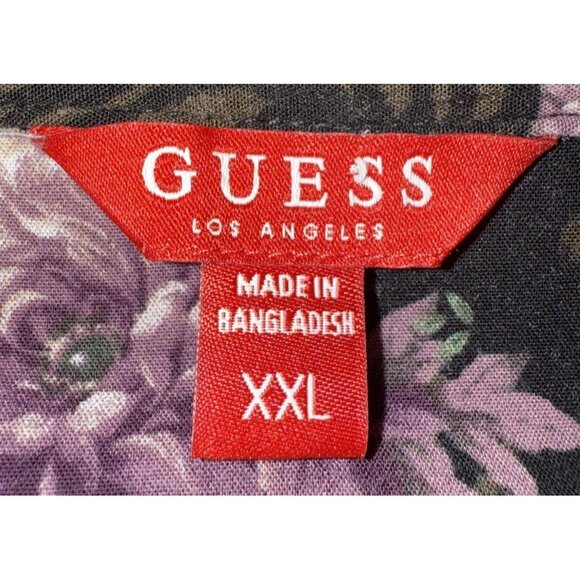 GUESS
LOS ANGELES
MADE IN
BANGLADESH
XXL